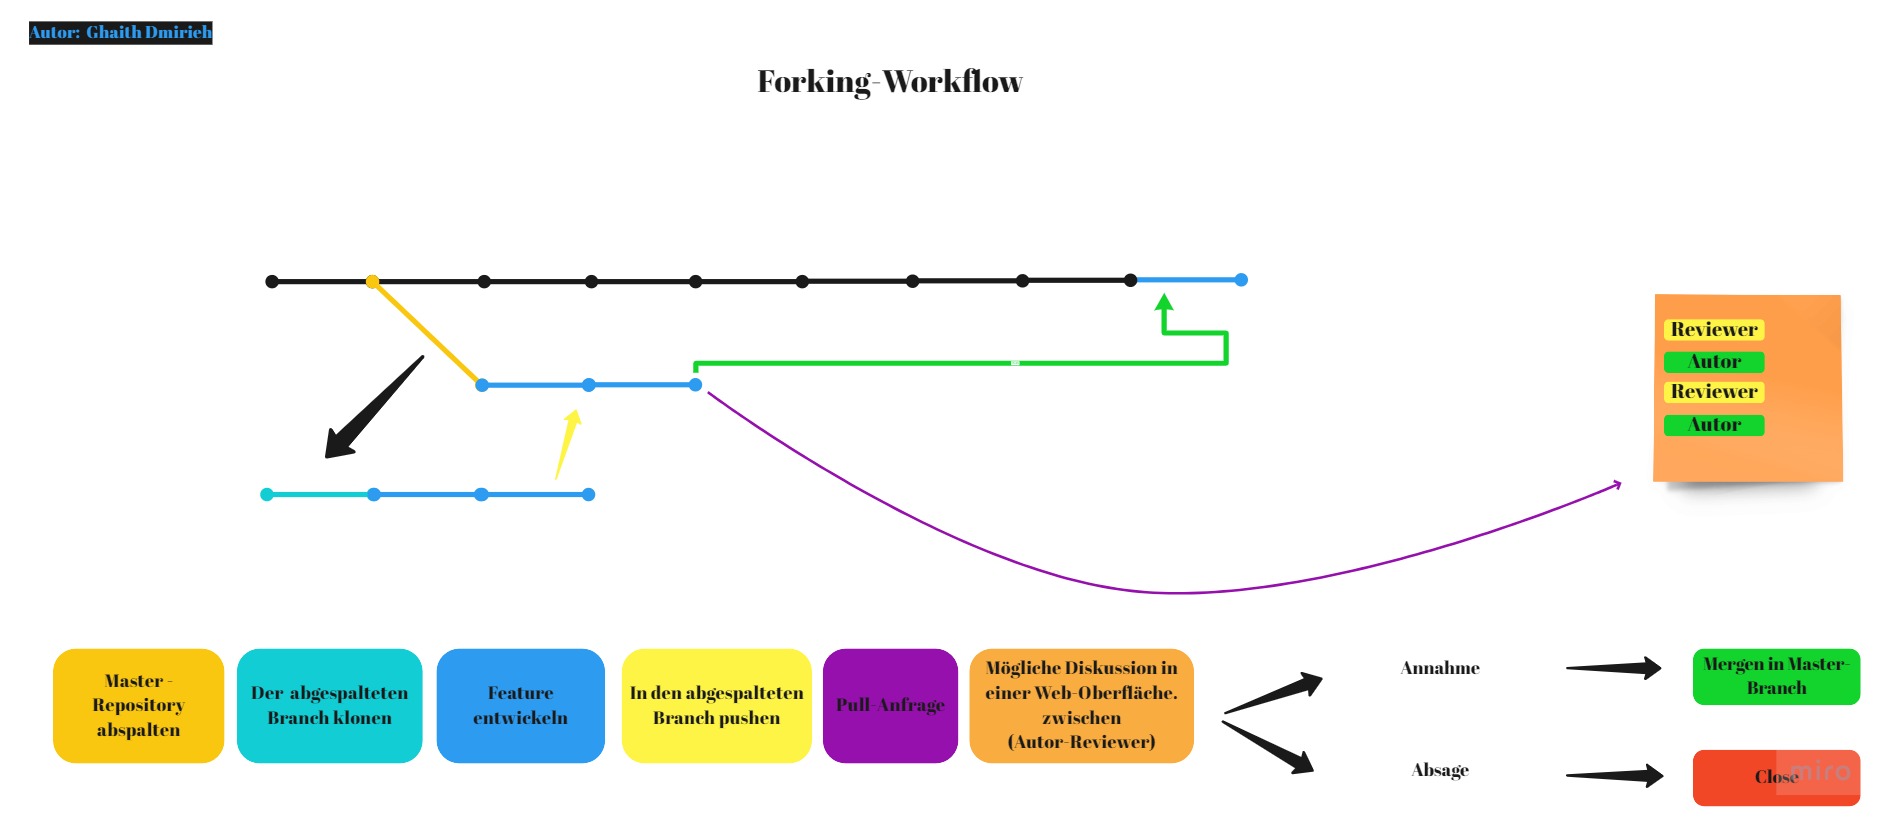 Autor: Ghaith Dmirieh
Forking-Workflow
Reviewer
Autor
Reviewer
Autor
Master -
Repository
abspalten
Der abgespalteten
Branch klonen
Feature
entwickeln
In den abgespalteten
Branch pushen
Pull-Anfrage
Mögliche Diskussion in
einer Web-Oberfläche.
zwischen
(Autor-Reviewer)
Annahme
Mergen in Master-
Branch
Absage
Close
miro